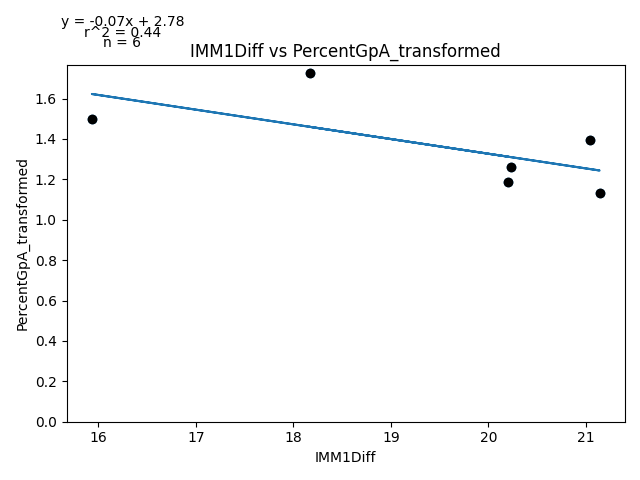 y = -0.07x + 2.78
r^2 = 0.44
n = 6
IMM1Diff vs PercentGpA_transformed
PercentGpA_transformed
1.6
1.4
1.2
1.0
0.8
0.6
0.4
0.2
0.0
16 17 18 19 20 21
IMM1Diff